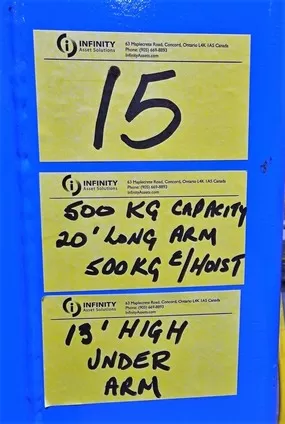 INFINITY
Asset Solutions
63 Maplecrete Road, Concord, Ontario L4K 1A5 Canada
Phone: (905) 669-8893
InfinityAssets.com
15
INFINITY
Asset Solutions
63 Maplecrete Road, Concord, Ontario L4K 1A5 Canada
Phone: (905) 669-8893
InfinityAssets.com
500 KG CAPACITY
20' LONG ARM
500KG E/HOIST
INFINITY
Asset Solutions
63 Maplecrete Road, Concord, Ontario L4K 1A5 Canada
Phone: (905) 669-8893
InfinityAssets.com
13' HIGH
UNDER
ARM